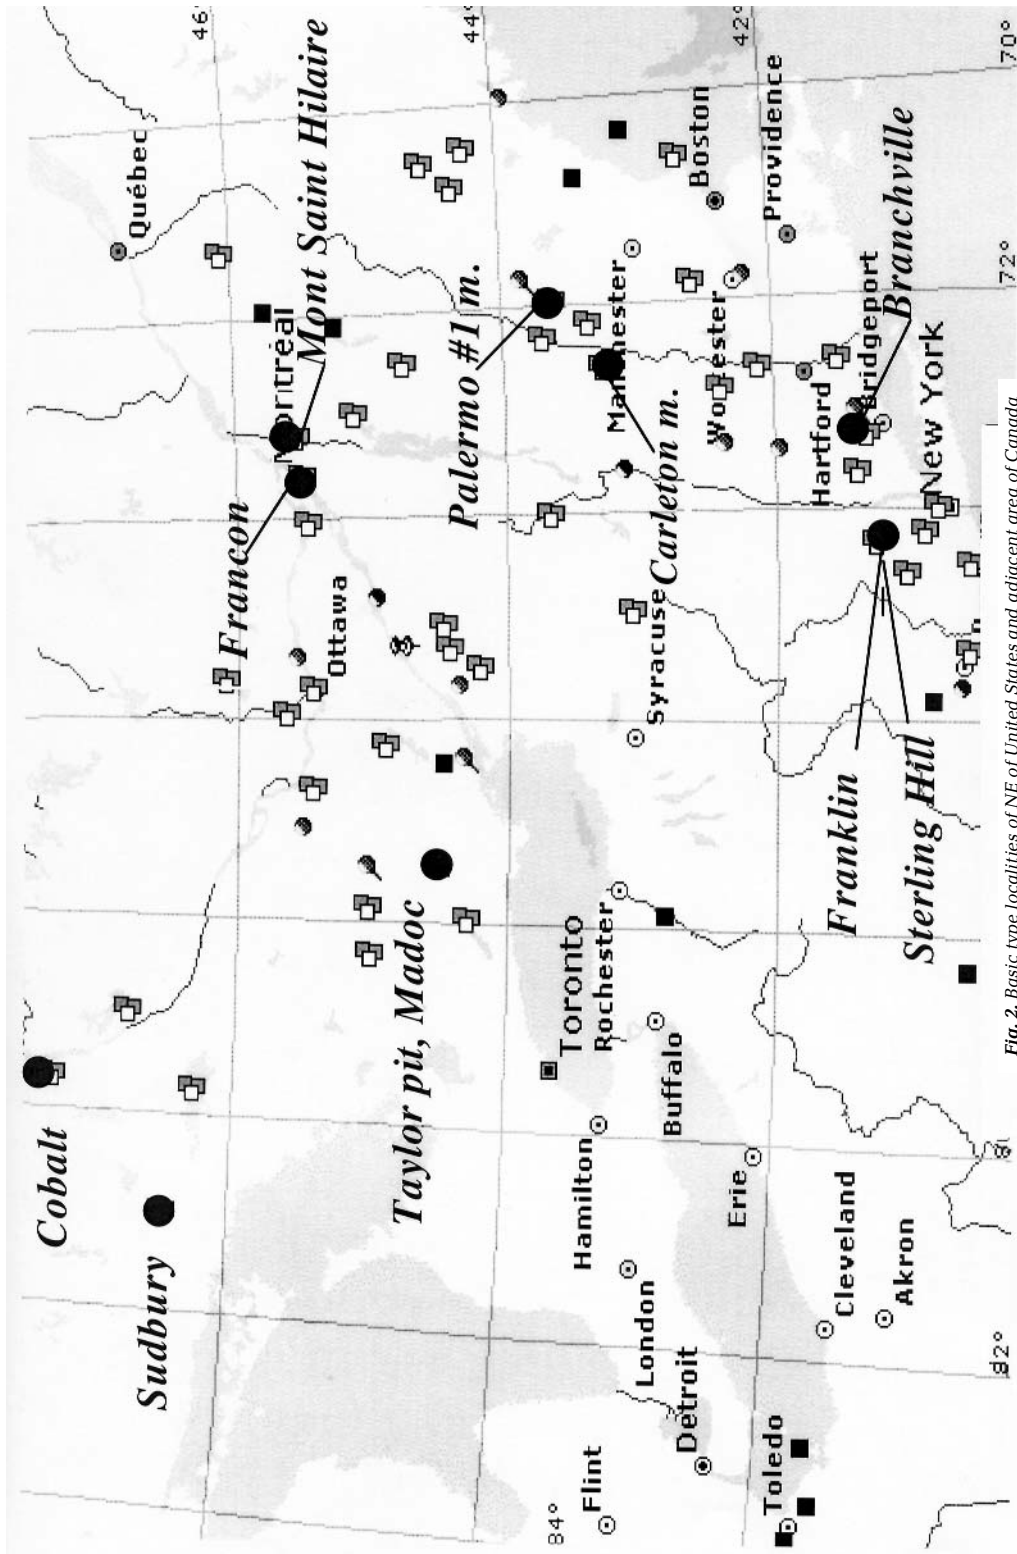 46°
44°
42°
70°
Québec
Mont Saint Hilaire
Montréal
Boston
Providence
72°
Palermo #1 m.
Manchester
Worcester
Bridgeport
Branchville
Francon
Carleton m.
Hartford
New York
Ottawa
Syracuse
Franklin
Sterling Hill
Taylor pit, Madoc
Toronto
Rochester
Buffalo
Cobalt
Sudbury
Hamilton
Erie
London
Cleveland
Akron
Detroit
82°
Flint
Toledo
84°
Fig. 2. Basic type localities of NE of United States and adjacent area of Canada